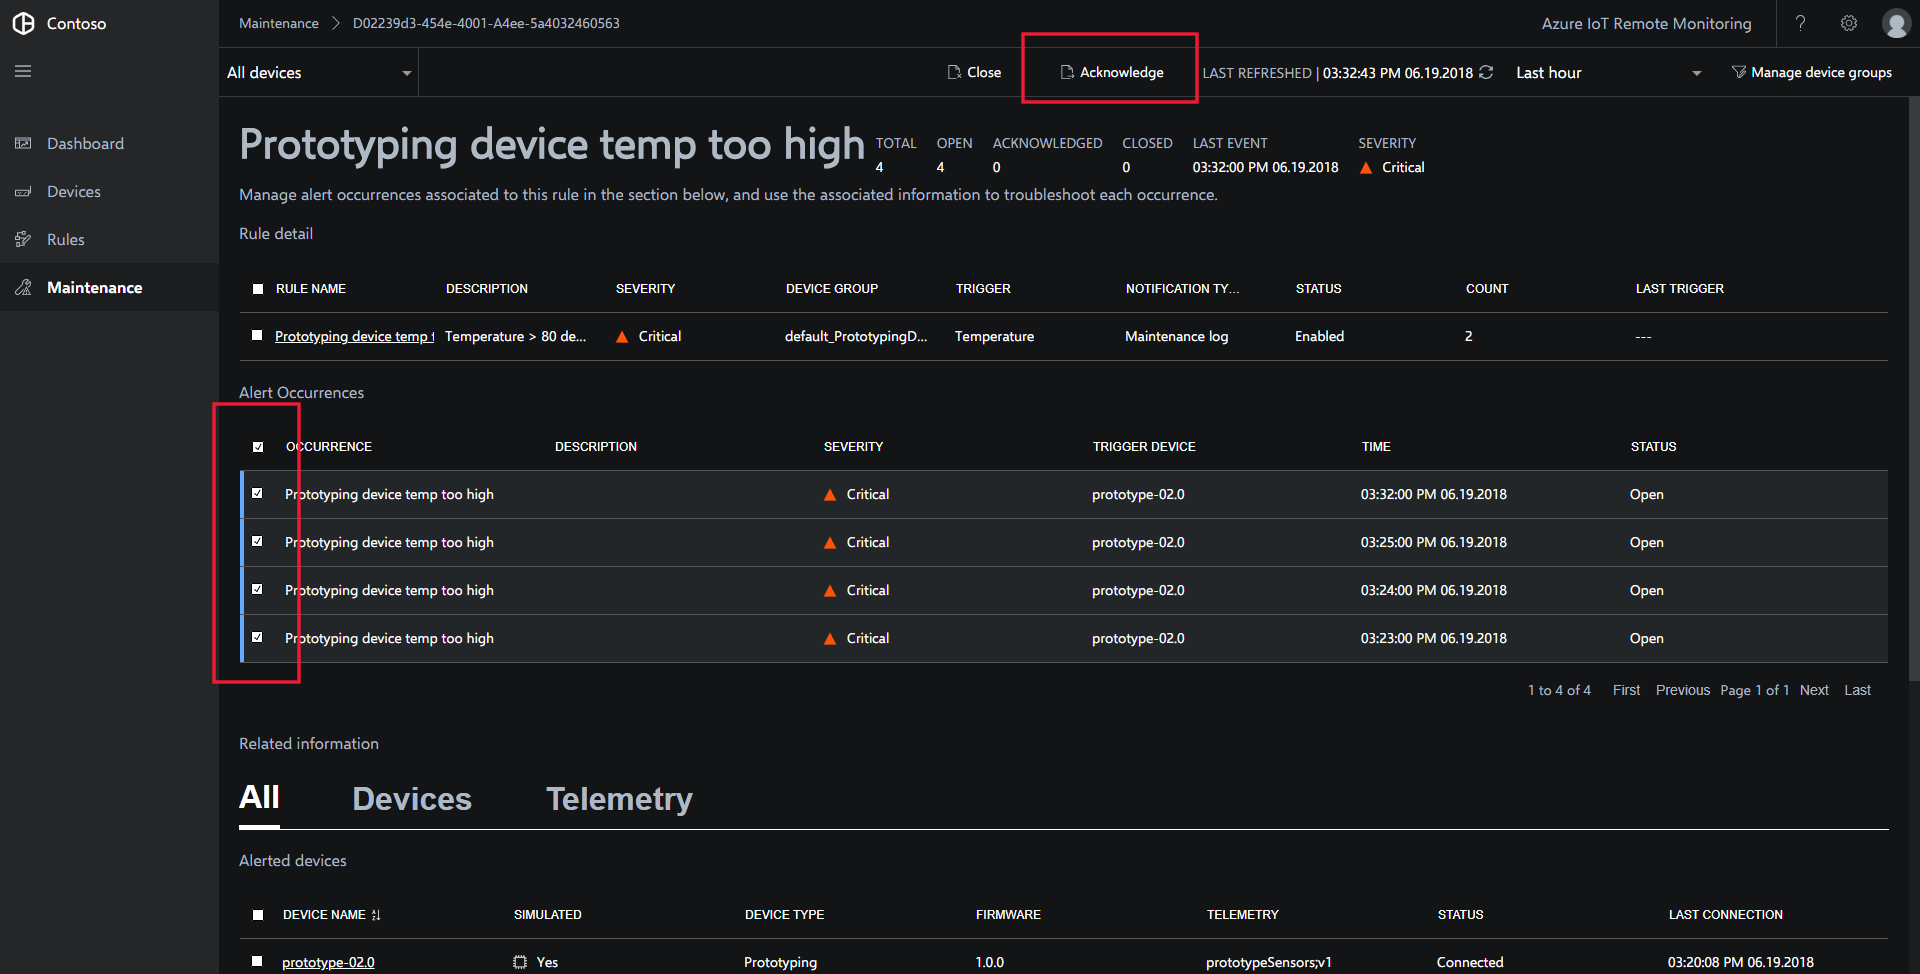 Contoso
Maintenance > D02239d3-454e-4001-A4ee-5a4032460563
Azure IoT Remote Monitoring ?
All devices
Close
Acknowledge
LAST REFRESHED | 03:32:43 PM 06.19.2018
Last hour
Manage device groups
Dashboard
Devices
Rules
Maintenance
Prototyping device temp too high
TOTAL OPEN ACKNOWLEDGED CLOSED LAST EVENT SEVERITY
4 4 0 0 03:32:00 PM 06.19.2018 Critical
Manage alert occurrences associated to this rule in the section below, and use the associated information to troubleshoot each occurrence.
Rule detail
RULE NAME DESCRIPTION SEVERITY DEVICE GROUP TRIGGER NOTIFICATION TY... STATUS COUNT LAST TRIGGER
Prototyping device temp t Temperature > 80 de... Critical default_PrototypingD... Temperature Maintenance log Enabled 2 ---
Alert Occurrences
OCCURRENCE DESCRIPTION SEVERITY TRIGGER DEVICE TIME STATUS
Prototyping device temp too high Critical prototype-02.0 03:32:00 PM 06.19.2018 Open
Prototyping device temp too high Critical prototype-02.0 03:25:00 PM 06.19.2018 Open
Prototyping device temp too high Critical prototype-02.0 03:24:00 PM 06.19.2018 Open
Prototyping device temp too high Critical prototype-02.0 03:23:00 PM 06.19.2018 Open
1 to 4 of 4 First Previous Page 1 of 1 Next Last
Related information
All Devices Telemetry
Alerted devices
DEVICE NAME SIMULATED DEVICE TYPE FIRMWARE TELEMETRY STATUS LAST CONNECTION
prototype-02.0 Yes Prototyping 1.0.0 prototypeSensors;v1 Connected 03:20:08 PM 06.19.2018